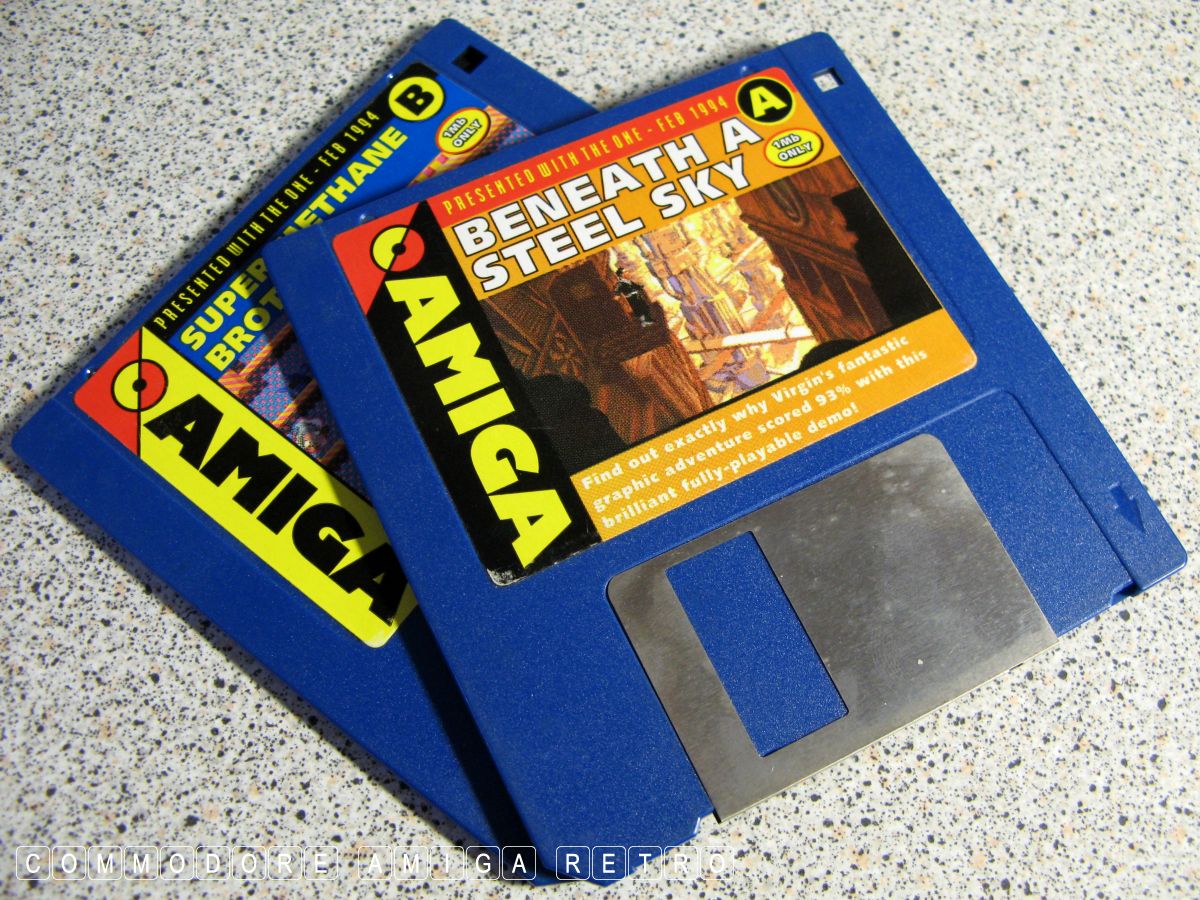 PRESENTED WITH THE ONE - FEB 1994
A
BENEATH A
STEEL SKY
1Mb
ONLY
AMIGA
Find out exactly why Virgin's fantastic
graphic adventure scored 93% with this
brilliant fully-playable demo!
PRESENTED WITH THE ONE - FEB 1994
B
SUPER ETHANE
BROT
1Mb
ONLY
AMIGA
COMMODORE AMIGA RETRO